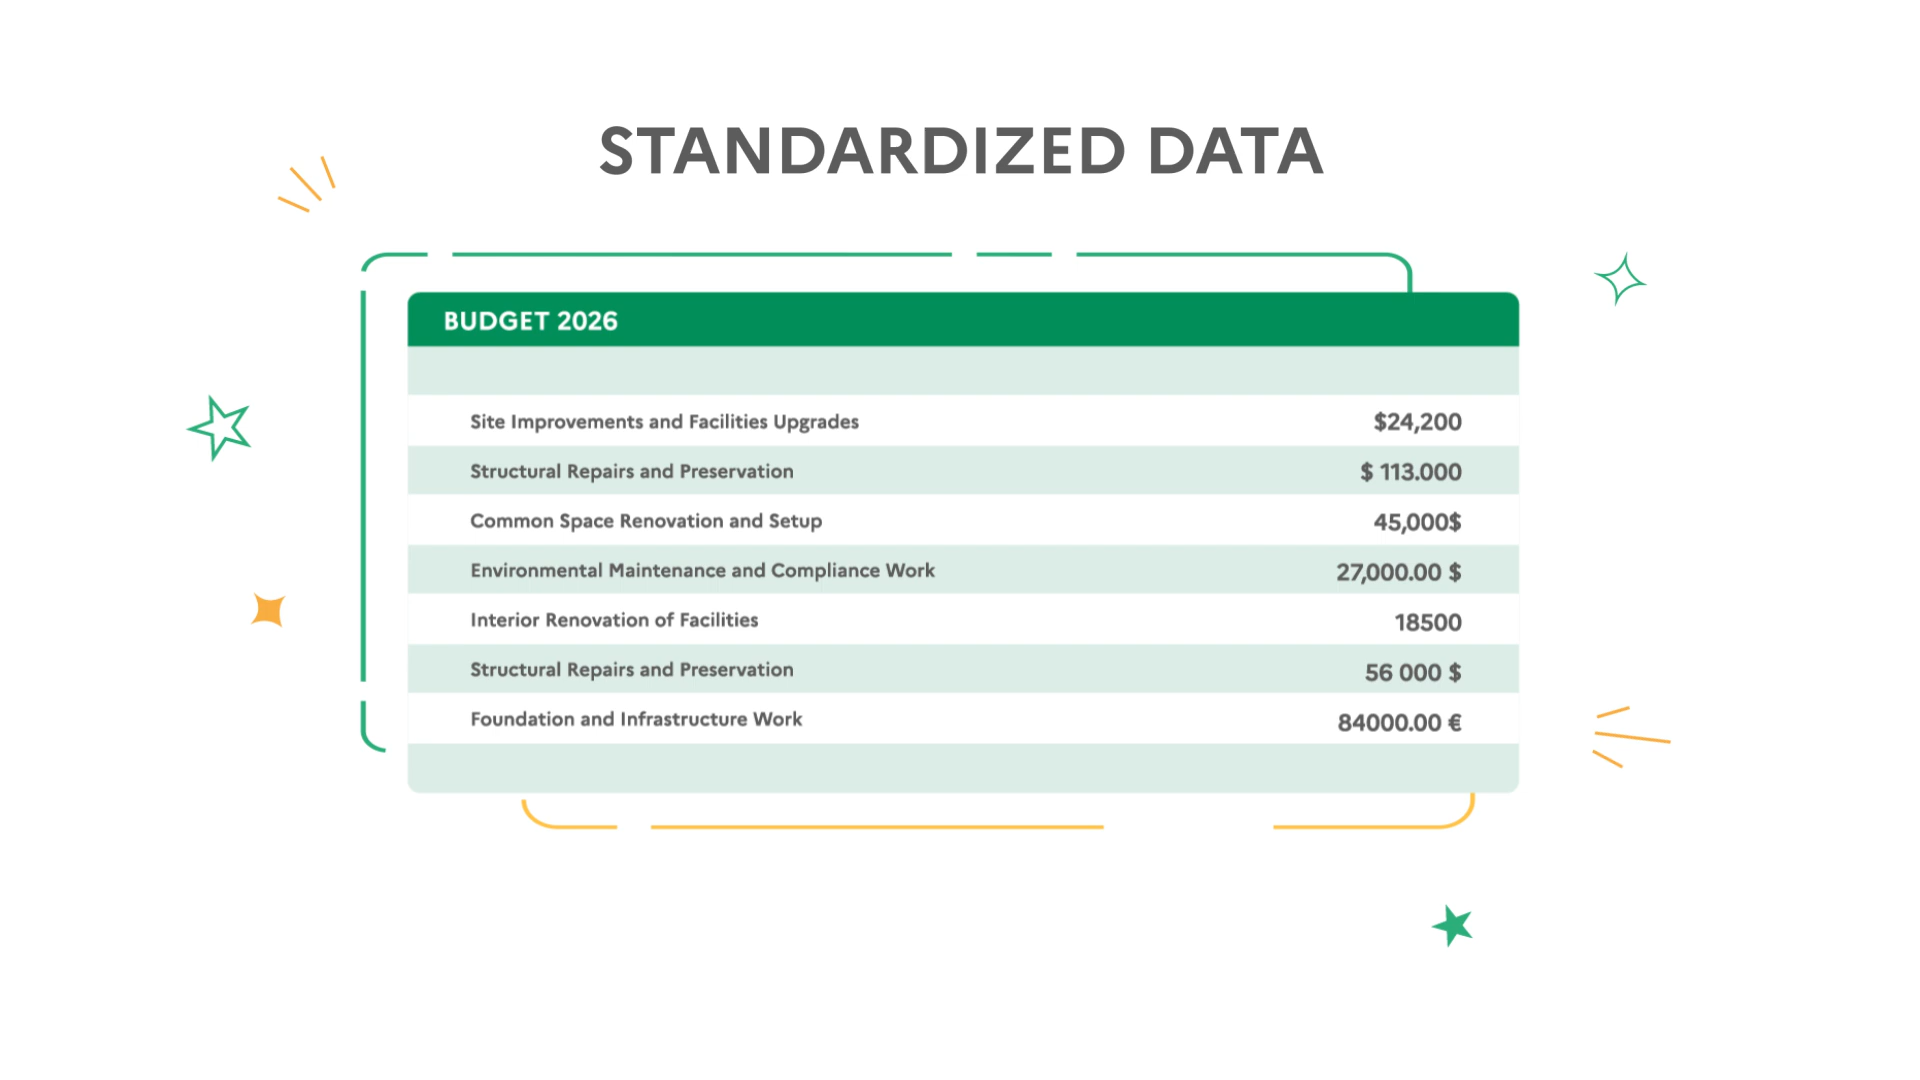 STANDARDIZED DATA
BUDGET 2026
Site Improvements and Facilities Upgrades $24,200
Structural Repairs and Preservation $ 113.000
Common Space Renovation and Setup 45,000$
Environmental Maintenance and Compliance Work 27,000.00 $
Interior Renovation of Facilities 18500
Structural Repairs and Preservation 56 000 $
Foundation and Infrastructure Work 84000.00 €